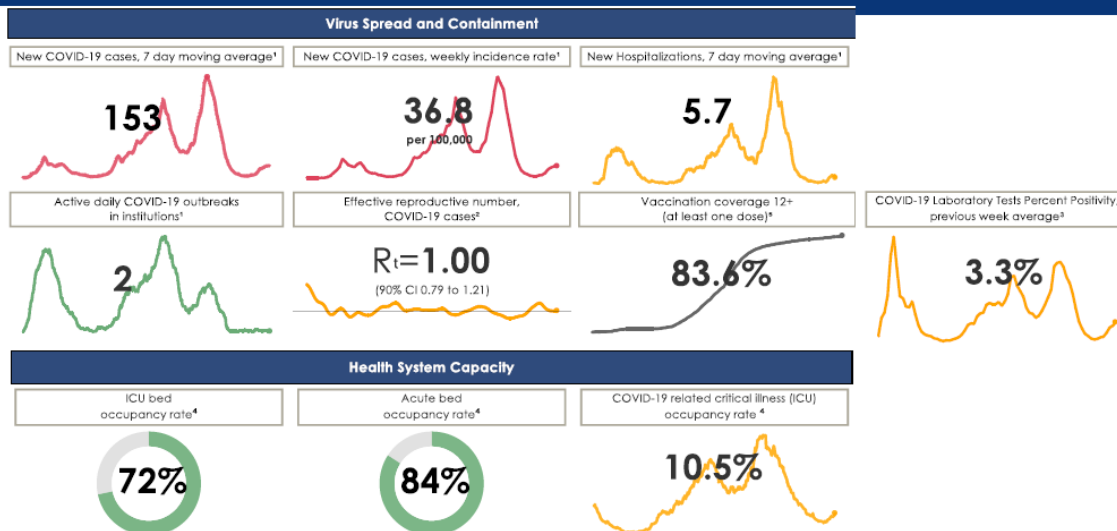 Virus Spread and Containment
New COVID-19 cases, 7 day moving average¹
153
New COVID-19 cases, weekly incidence rate¹
36.8
per 100,000
New Hospitalizations, 7 day moving average¹
5.7
Active daily COVID-19 outbreaks
in institutions¹
2
Effective reproductive number,
COVID-19 cases²
Rt=1.00
(90% CI 0.79 to 1.21)
Vaccination coverage 12+
(at least one dose)⁵
83.6%
COVID-19 Laboratory Tests Percent Positivity,
previous week average³
3.3%
Health System Capacity
ICU bed
occupancy rate⁴
72%
Acute bed
occupancy rate⁴
84%
COVID-19 related critical illness (ICU)
occupancy rate ⁴
10.5%